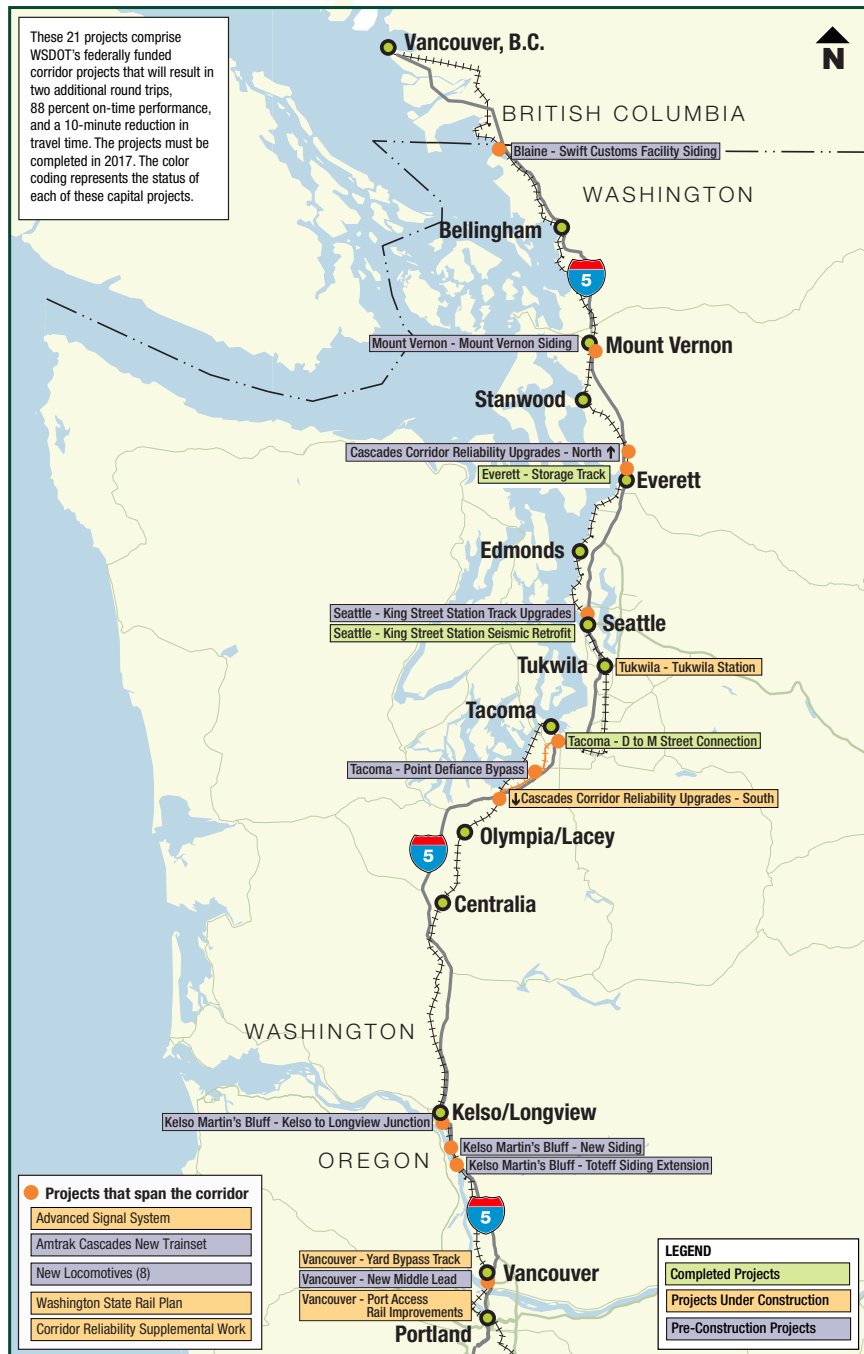 These 21 projects comprise
WSDOT's federally funded
corridor projects that will result in
two additional round trips,
88 percent on-time performance,
and a 10-minute reduction in
travel time. The projects must be
completed in 2017. The color
coding represents the status of
each of these capital projects.
Vancouver, B.C.
N
BRITISH COLUMBIA
Blaine - Swift Customs Facility Siding
WASHINGTON
Bellingham
5
Mount Vernon - Mount Vernon Siding
Mount Vernon
Stanwood
Cascades Corridor Reliability Upgrades - North ↑
Everett - Storage Track
Everett
Edmonds
Seattle - King Street Station Track Upgrades
Seattle - King Street Station Seismic Retrofit
Seattle
Tukwila
Tukwila - Tukwila Station
Tacoma
Tacoma - D to M Street Connection
Tacoma - Point Defiance Bypass
↓Cascades Corridor Reliability Upgrades - South
Olympia/Lacey
5
Centralia
WASHINGTON
Kelso/Longview
Kelso Martin's Bluff - Kelso to Longview Junction
Kelso Martin's Bluff - New Siding
OREGON
Kelso Martin's Bluff - Toteff Siding Extension
5
Projects that span the corridor
Advanced Signal System
Amtrak Cascades New Trainset
New Locomotives (8)
Washington State Rail Plan
Corridor Reliability Supplemental Work
Vancouver - Yard Bypass Track
Vancouver - New Middle Lead
Vancouver - Port Access
Rail Improvements
Vancouver
Portland
LEGEND
Completed Projects
Projects Under Construction
Pre-Construction Projects